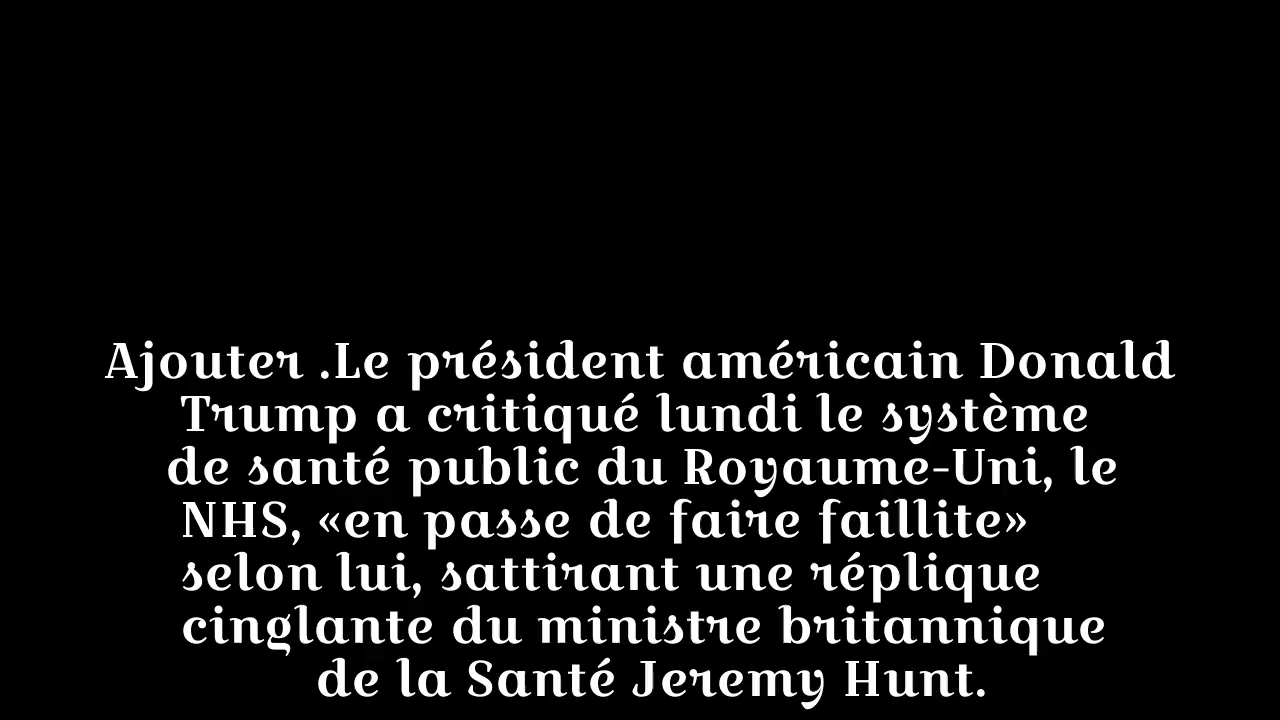 Ajouter .Le président américain Donald
Trump a critiqué lundi le système
de santé public du Royaume-Uni, le
NHS, «en passe de faire faillite»
selon lui, sattirant une réplique
cinglante du ministre britannique
de la Santé Jeremy Hunt.